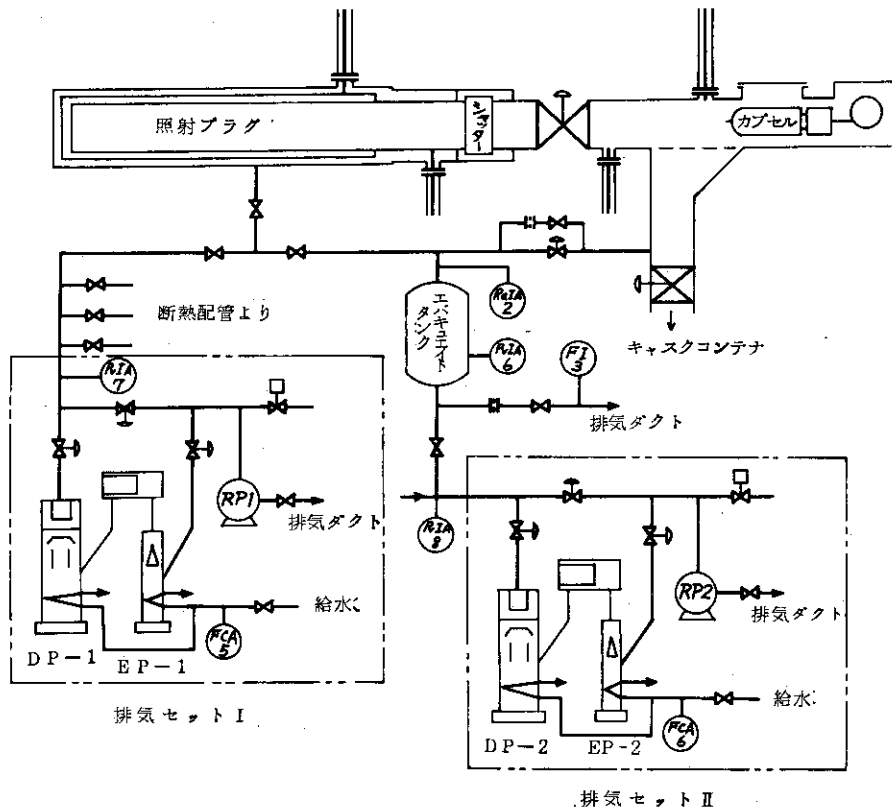 照射プラグ
シャッター
カプセル
断熱配管より
エバキュエイト
タンク
RaIA
2
キャスクコンテナ
RIA
7
RIA
6
FI
3
排気ダクト
RP1
排気ダクト
RIA
8
給水
FCA
5
DP-1
EP-1
RP2
排気ダクト
給水
FCA
6
排気セットI
DP-2
EP-2
排気セットⅡ